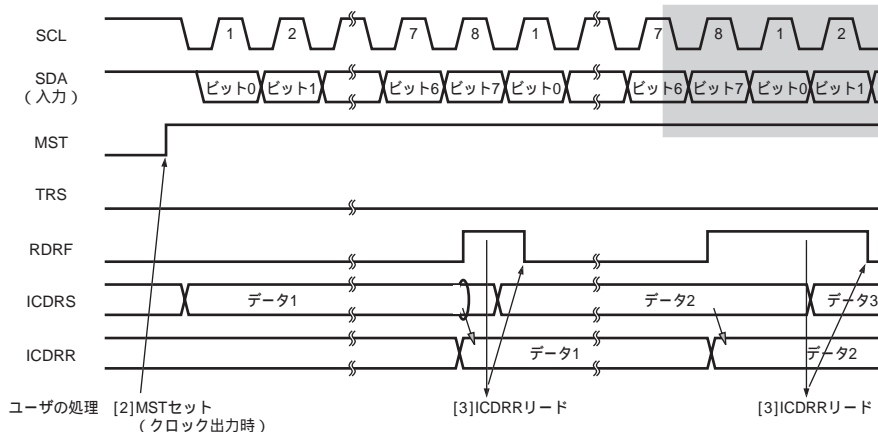 SCL 1 2 7 8 1 7 8 1 2
SDA
（入力） ビット0 ビット1 ビット6 ビット7 ビット0 ビット6 ビット7 ビット0 ビット1
MST
TRS
RDRF
ICDRS データ1 データ2 データ3
ICDRR データ1 データ2
ユーザの処理 [2]MSTセット [3]ICDRRリード [3]ICDRRリード
（クロック出力時）